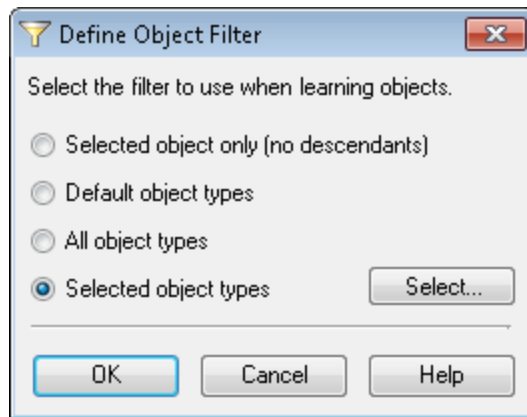 Define Object Filter
Select the filter to use when learning objects.
Selected object only (no descendants)
Default object types
All object types
Selected object types
Select...
OK
Cancel
Help